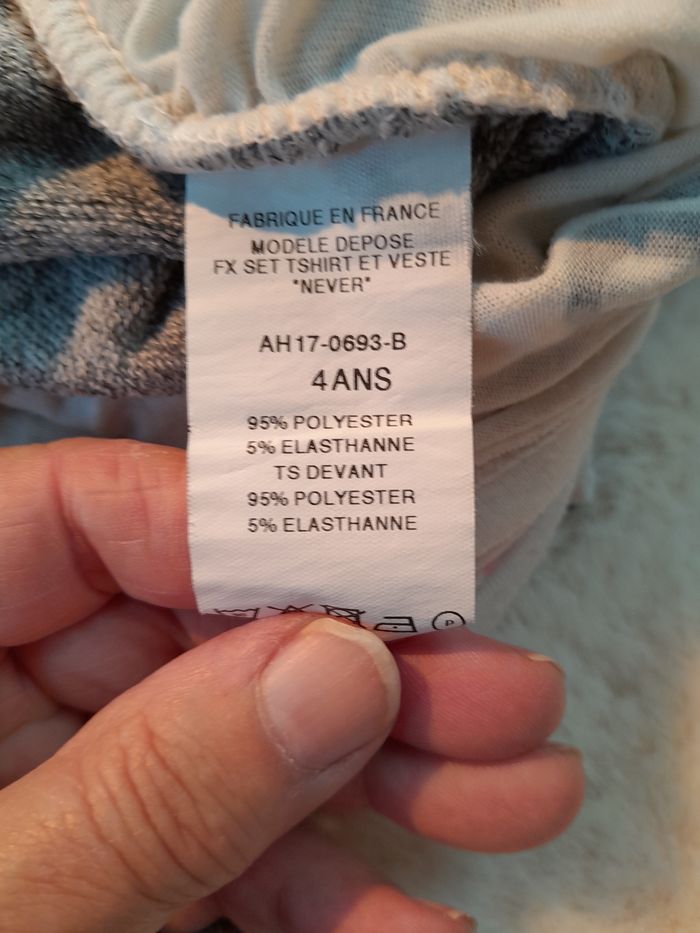 FABRIQUE EN FRANCE
MODELE DEPOSE
FX SET TSHIRT ET VESTE
"NEVER"
AH17-0693-B
4ANS
95% POLYESTER
5% ELASTHANNE
TS DEVANT
95% POLYESTER
5% ELASTHANNE
P